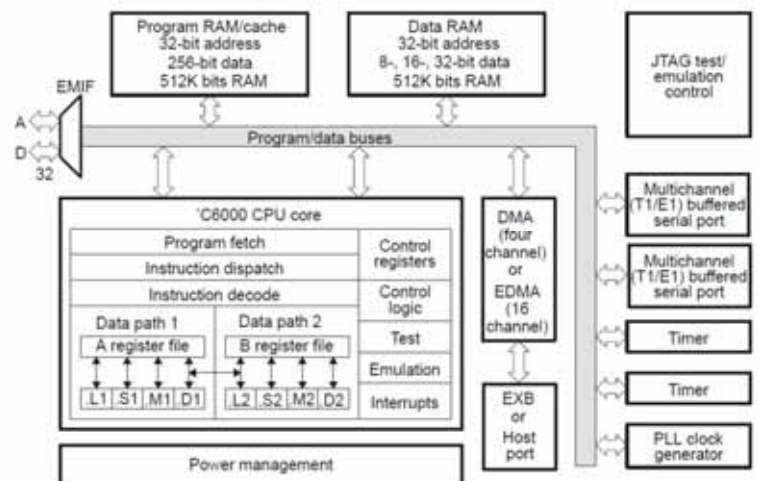 Program RAM/cache
32-bit address
256-bit data
512K bits RAM
Data RAM
32-bit address
8-, 16-, 32-bit data
512K bits RAM
JTAG test/
emulation
control
EMIF
A
D
32
Program/data buses
'C6000 CPU core
Program fetch
Instruction dispatch
Instruction decode
Control
registers
Control
logic
Test
Emulation
Interrupts
Data path 1
A register file
.L1 .S1 .M1 .D1
Data path 2
B register file
.L2 .S2 .M2 .D2
Power management
DMA
(four
channel)
or
EDMA
(16
channel)
EXB
or
Host
port
Multichannel
(T1/E1) buffered
serial port
Multichannel
(T1/E1) buffered
serial port
Timer
Timer
PLL clock
generator